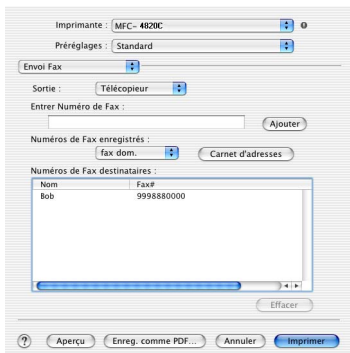 Imprimante : MFC- 4820C
Préréglages : Standard
Envoi Fax
Sortie : Télécopieur
Entrer Numéro de Fax :
Ajouter
Numéros de Fax enregistrés :
fax dom. Carnet d'adresses
Numéros de Fax destinataires :
Nom Fax#
Bob 9998880000
Effacer
? Aperçu Enreg. comme PDF... Annuler Imprimer